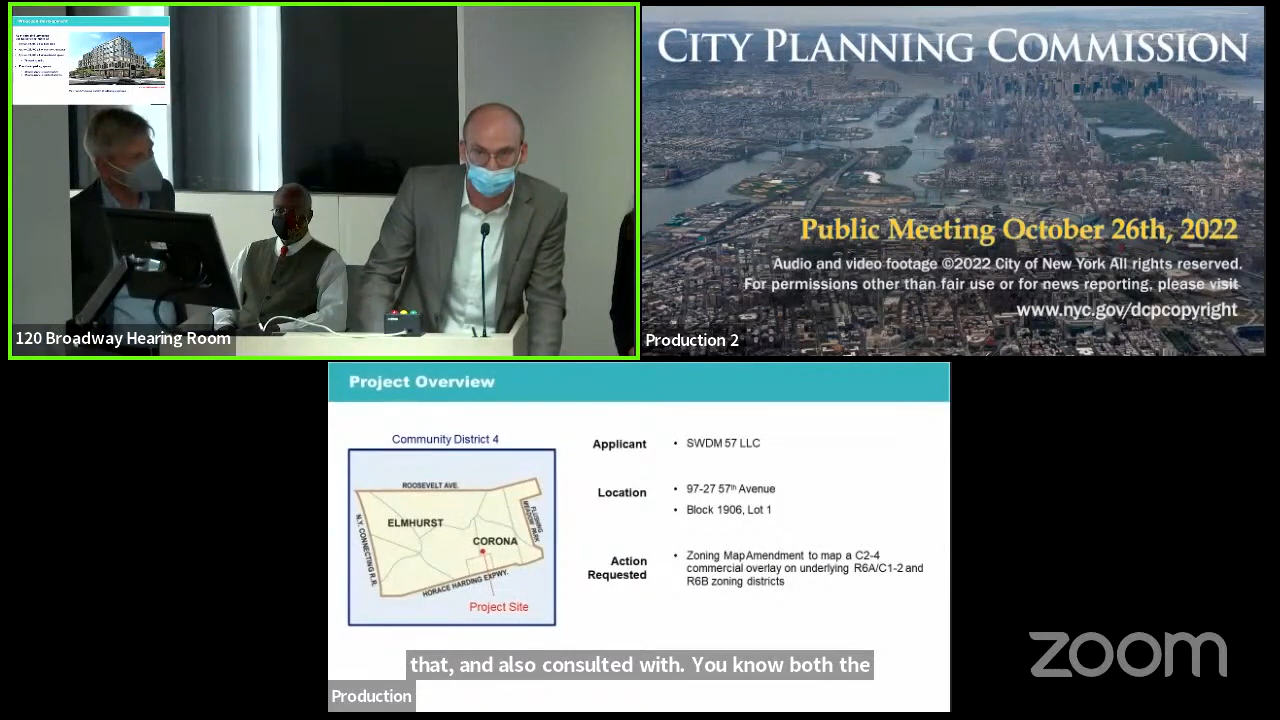 120 Broadway Hearing Room
CITY PLANNING COMMISSION
Public Meeting October 26th, 2022
Audio and video footage ©2022 City of New York All rights reserved.
For permissions other than fair use or for news reporting, please visit
www.nyc.gov/dcpcopyright
Production 2
Project Overview
Community District 4
ROOSEVELT AVE.
ELMHURST
CORONA
FLUSHING
MEADOW PARK
N.Y. CONNECTING R.R.
HORACE HARDING EXPWY.
Project Site
Applicant
• SWDM 57 LLC
Location
• 97-27 57th Avenue
• Block 1906, Lot 1
Action
Requested
• Zoning Map Amendment to map a C2-4
commercial overlay on underlying R6A/C1-2 and
R6B zoning districts
that, and also consulted with. You know both the
Production
zoom